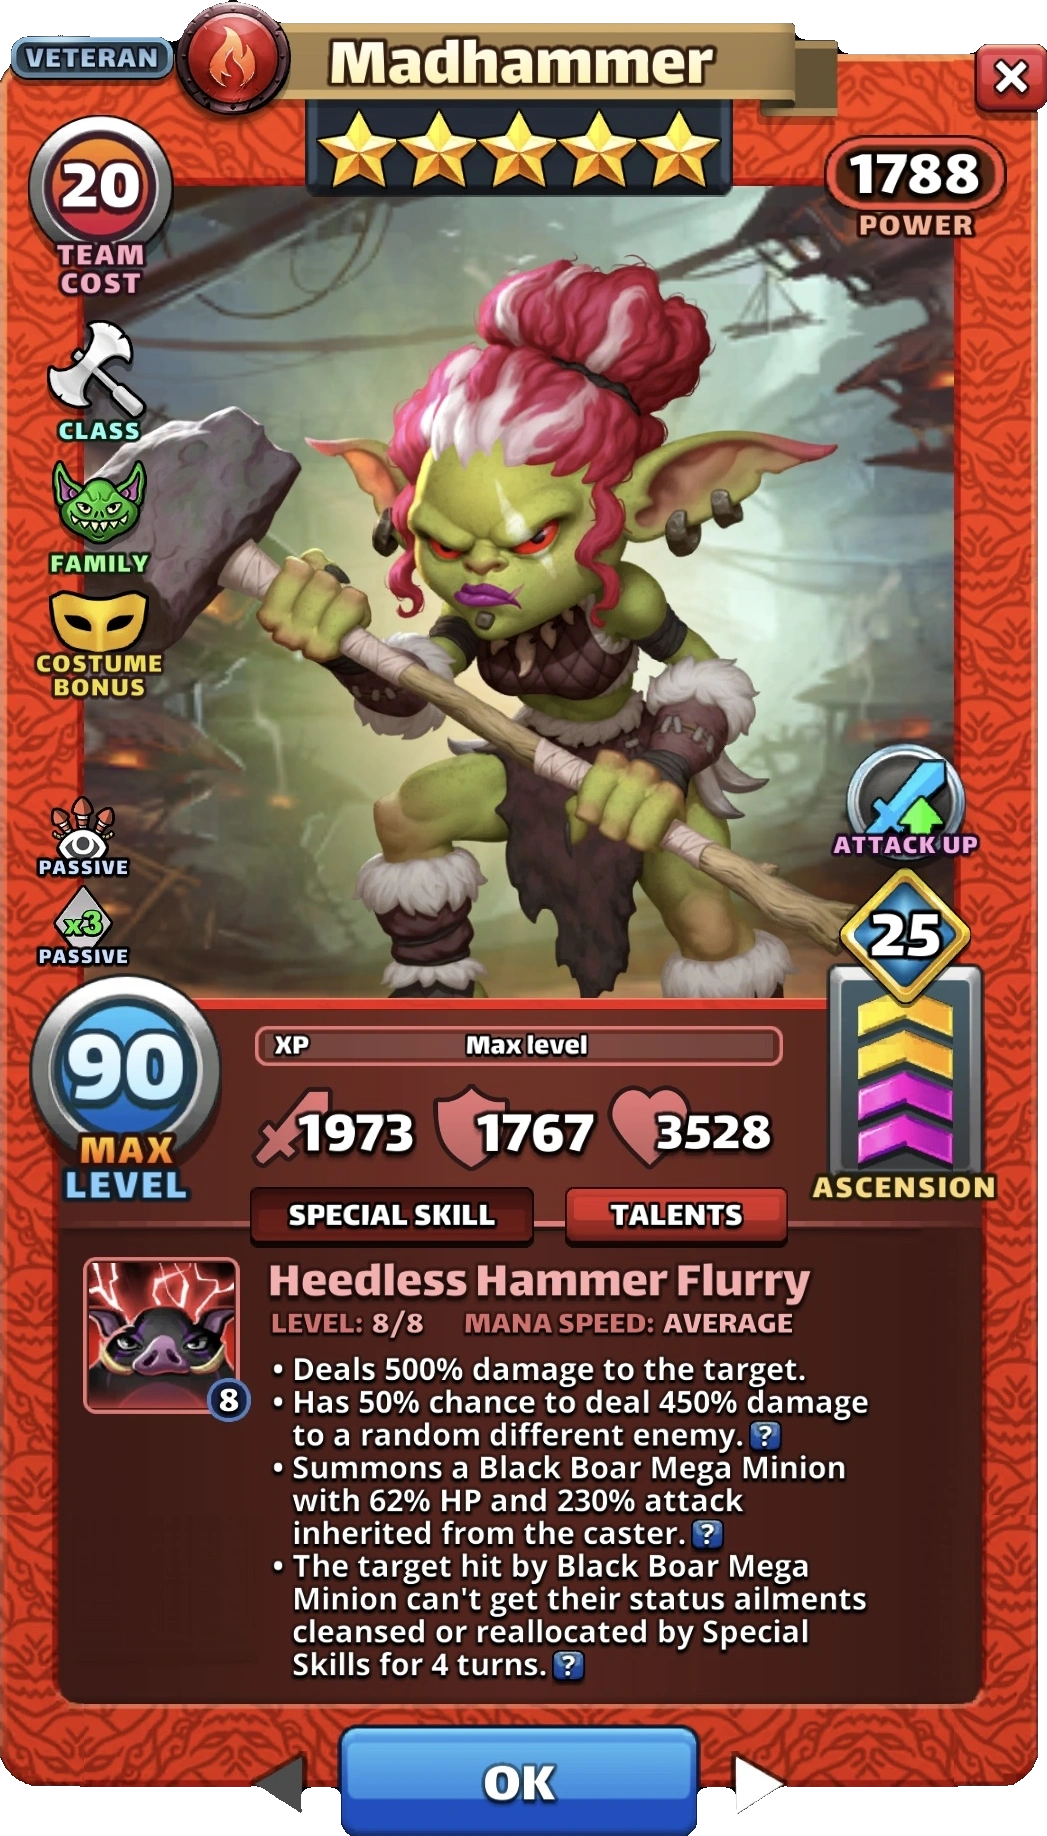 VETERAN
Madhammer
20
TEAM
COST
1788
POWER
CLASS
FAMILY
COSTUME
BONUS
PASSIVE
x3
PASSIVE
ATTACK UP
25
90
MAX
LEVEL
XP Max level
1973 1767 3528
ASCENSION
SPECIAL SKILL TALENTS
Heedless Hammer Flurry
LEVEL: 8/8 MANA SPEED: AVERAGE
8
• Deals 500% damage to the target.
• Has 50% chance to deal 450% damage
to a random different enemy. ?
• Summons a Black Boar Mega Minion
with 62% HP and 230% attack
inherited from the caster. ?
• The target hit by Black Boar Mega
Minion can't get their status ailments
cleansed or reallocated by Special
Skills for 4 turns. ?
OK